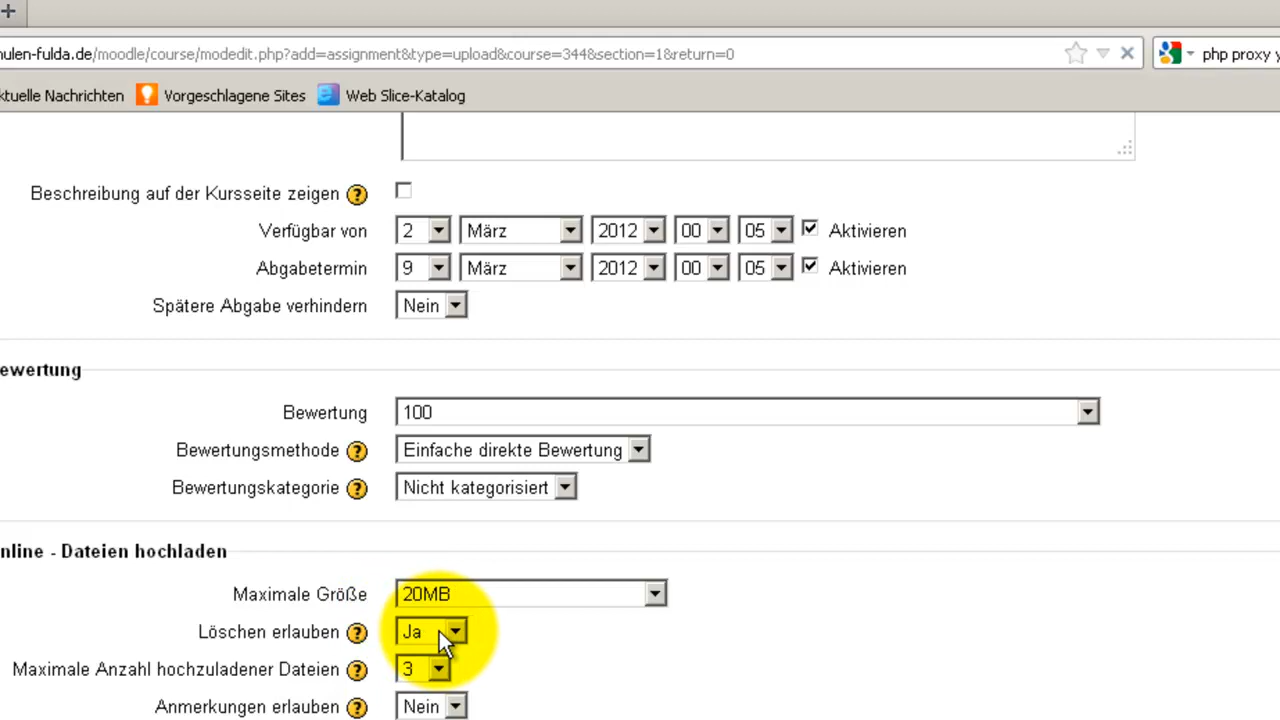 ulen-fulda.de/moodle/course/modedit.php?add=assignment&type=upload&course=344&section=1&return=0
php proxy y
ktuelle Nachrichten Vorgeschlagene Sites Web Slice-Katalog
Beschreibung auf der Kursseite zeigen
Verfügbar von 2 März 2012 00 05 Aktivieren
Abgabetermin 9 März 2012 00 05 Aktivieren
Spätere Abgabe verhindern Nein
ewertung
Bewertung 100
Bewertungsmethode Einfache direkte Bewertung
Bewertungskategorie Nicht kategorisiert
nline - Dateien hochladen
Maximale Größe 20MB
Löschen erlauben Ja
Maximale Anzahl hochzuladener Dateien 3
Anmerkungen erlauben Nein